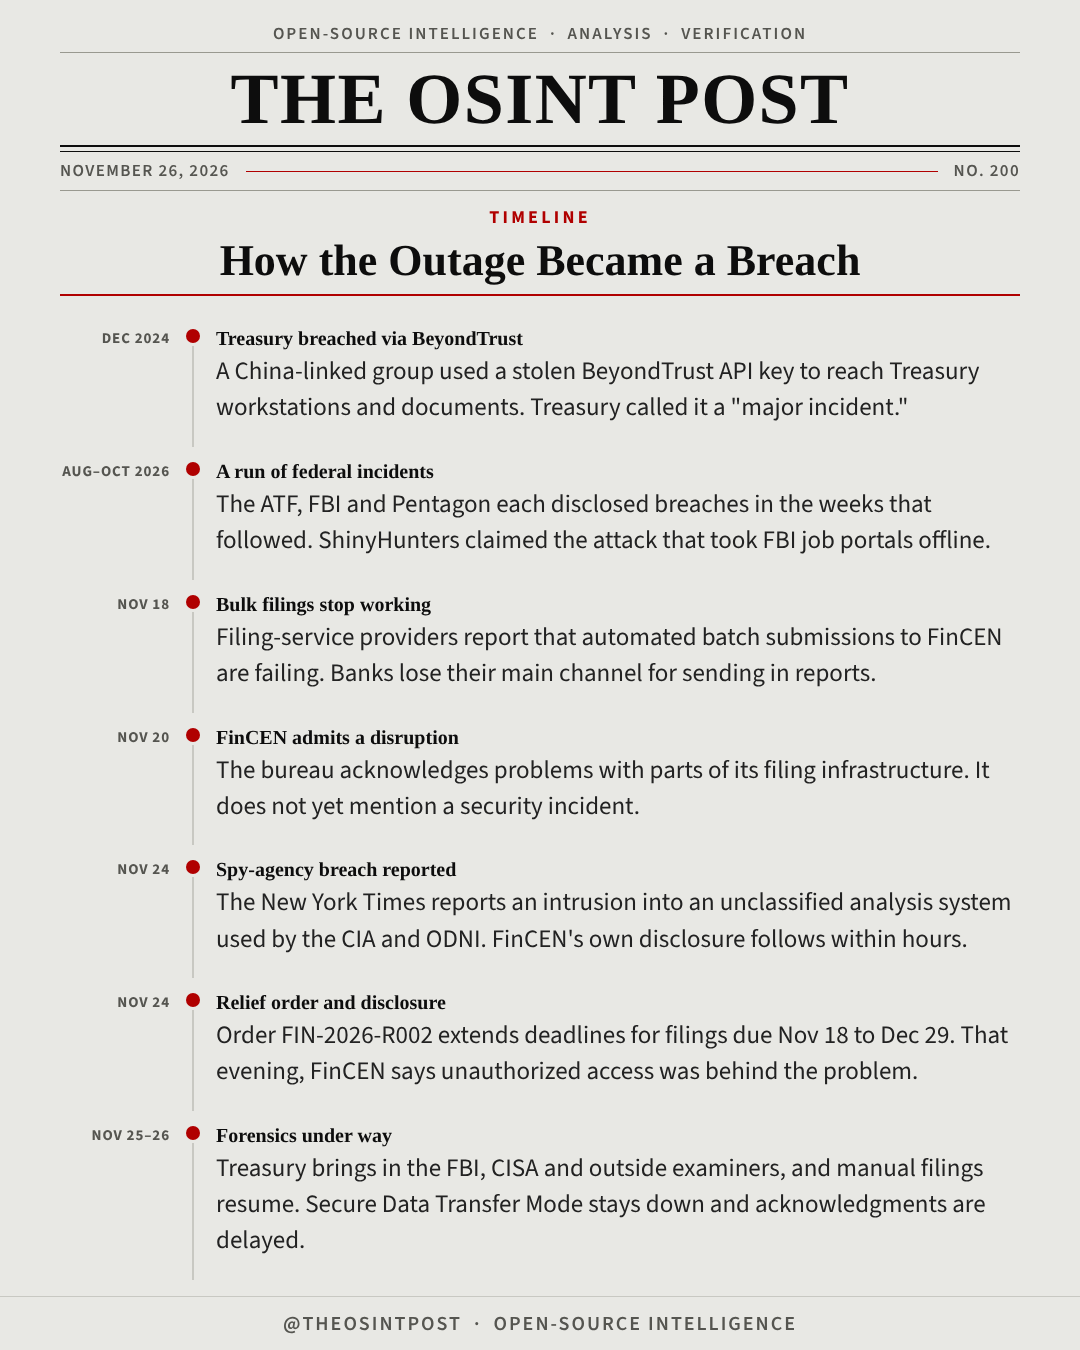 OPEN-SOURCE INTELLIGENCE · ANALYSIS · VERIFICATION
THE OSINT POST
NOVEMBER 26, 2026
NO. 200
TIMELINE
How the Outage Became a Breach
DEC 2024
Treasury breached via BeyondTrust
A China-linked group used a stolen BeyondTrust API key to reach Treasury
workstations and documents. Treasury called it a "major incident."
AUG–OCT 2026
A run of federal incidents
The ATF, FBI and Pentagon each disclosed breaches in the weeks that
followed. ShinyHunters claimed the attack that took FBI job portals offline.
NOV 18
Bulk filings stop working
Filing-service providers report that automated batch submissions to FinCEN
are failing. Banks lose their main channel for sending in reports.
NOV 20
FinCEN admits a disruption
The bureau acknowledges problems with parts of its filing infrastructure. It
does not yet mention a security incident.
NOV 24
Spy-agency breach reported
The New York Times reports an intrusion into an unclassified analysis system
used by the CIA and ODNI. FinCEN's own disclosure follows within hours.
NOV 24
Relief order and disclosure
Order FIN-2026-R002 extends deadlines for filings due Nov 18 to Dec 29. That
evening, FinCEN says unauthorized access was behind the problem.
NOV 25–26
Forensics under way
Treasury brings in the FBI, CISA and outside examiners, and manual filings
resume. Secure Data Transfer Mode stays down and acknowledgments are
delayed.
@THEOSINTPOST · OPEN-SOURCE INTELLIGENCE